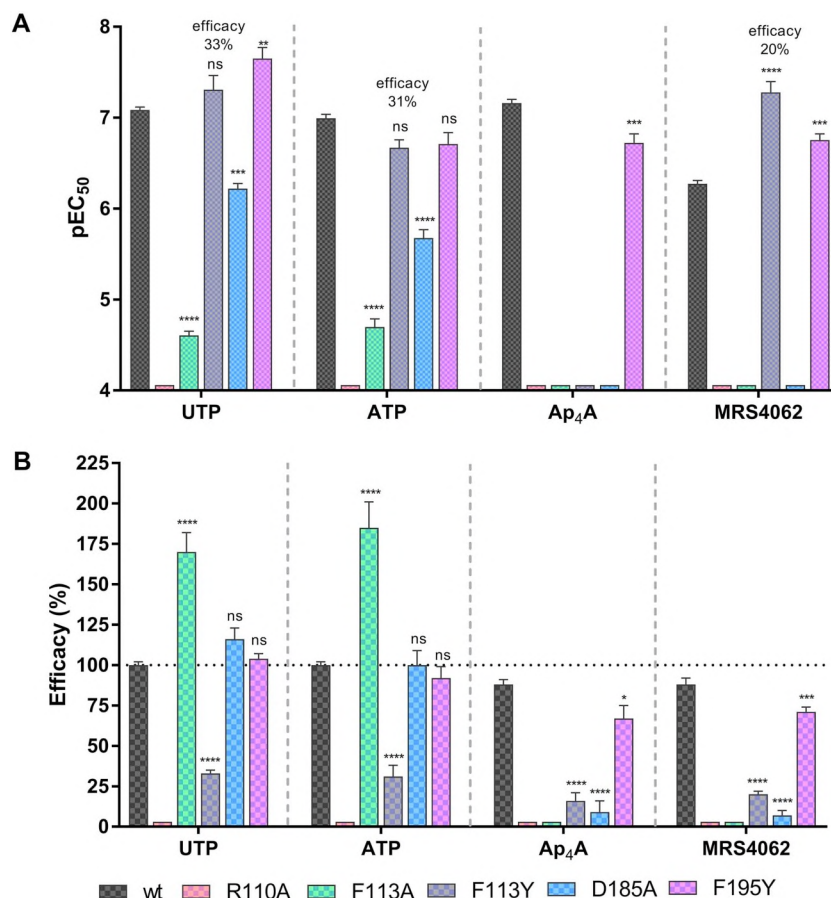 A
efficacy
33%
ns
**
****
***
efficacy
31%
ns
ns
****
****
***
efficacy
20%
****
***
pEC50
8
7
6
5
4
UTP
ATP
Ap4A
MRS4062
B
Efficacy (%)
225
200
175
150
125
100
75
50
25
0
****
****
ns
ns
****
****
ns
ns
****
****
*
****
****
***
UTP
ATP
Ap4A
MRS4062
wt R110A F113A F113Y D185A F195Y